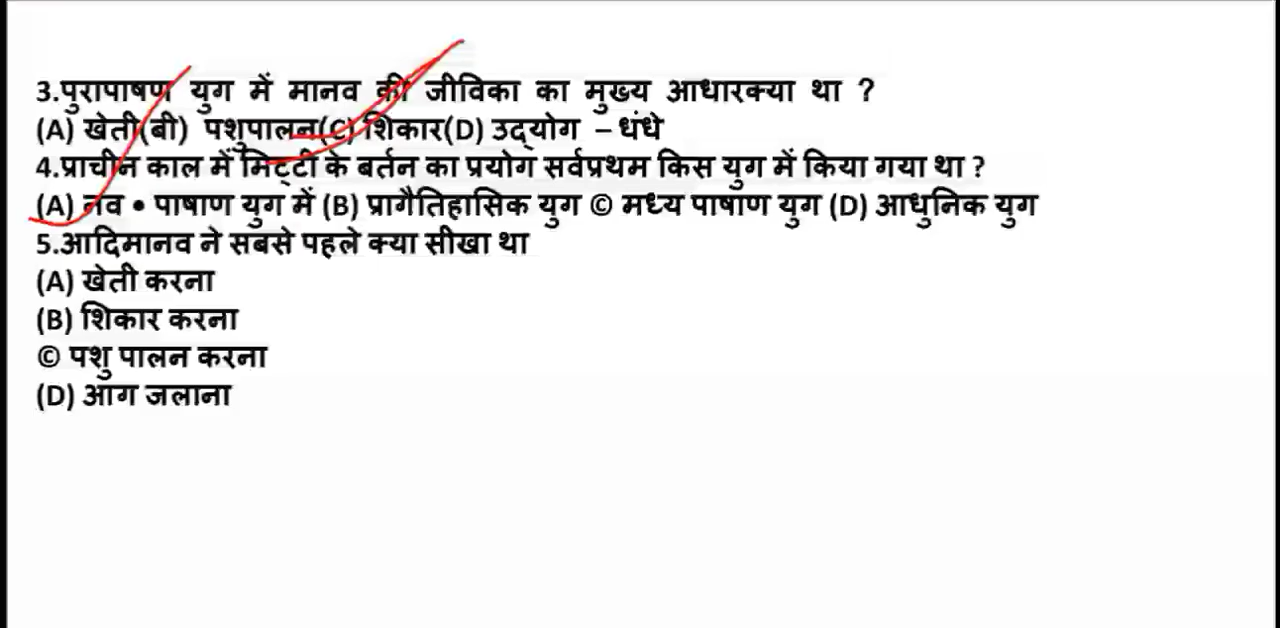 3.पुरापाषण युग में मानव की जीविका का मुख्य आधारक्या था ?
(A) खेती(बी) पशुपालन(C) शिकार(D) उद्योग – धंधे
4.प्राचीन काल में मिट्टी के बर्तन का प्रयोग सर्वप्रथम किस युग में किया गया था ?
(A) नव • पाषाण युग में (B) प्रागैतिहासिक युग © मध्य पाषाण युग (D) आधुनिक युग
5.आदिमानव ने सबसे पहले क्या सीखा था
(A) खेती करना
(B) शिकार करना
© पशु पालन करना
(D) आग जलाना